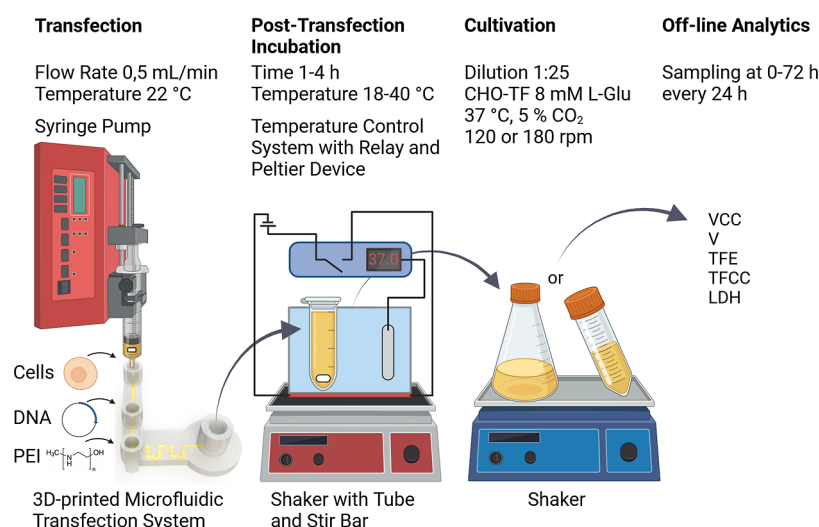 Transfection
Flow Rate 0,5 mL/min
Temperature 22 °C
Syringe Pump
Cells
DNA
PEI
H₃C
N
H
OH
n
3D-printed Microfluidic
Transfection System
Post-Transfection
Incubation
Time 1-4 h
Temperature 18-40 °C
Temperature Control
System with Relay and
Peltier Device
37.0
Shaker with Tube
and Stir Bar
Cultivation
Dilution 1:25
CHO-TF 8 mM L-Glu
37 °C, 5 % CO₂
120 or 180 rpm
or
Shaker
Off-line Analytics
Sampling at 0-72 h
every 24 h
VCC
V
TFE
TFCC
LDH